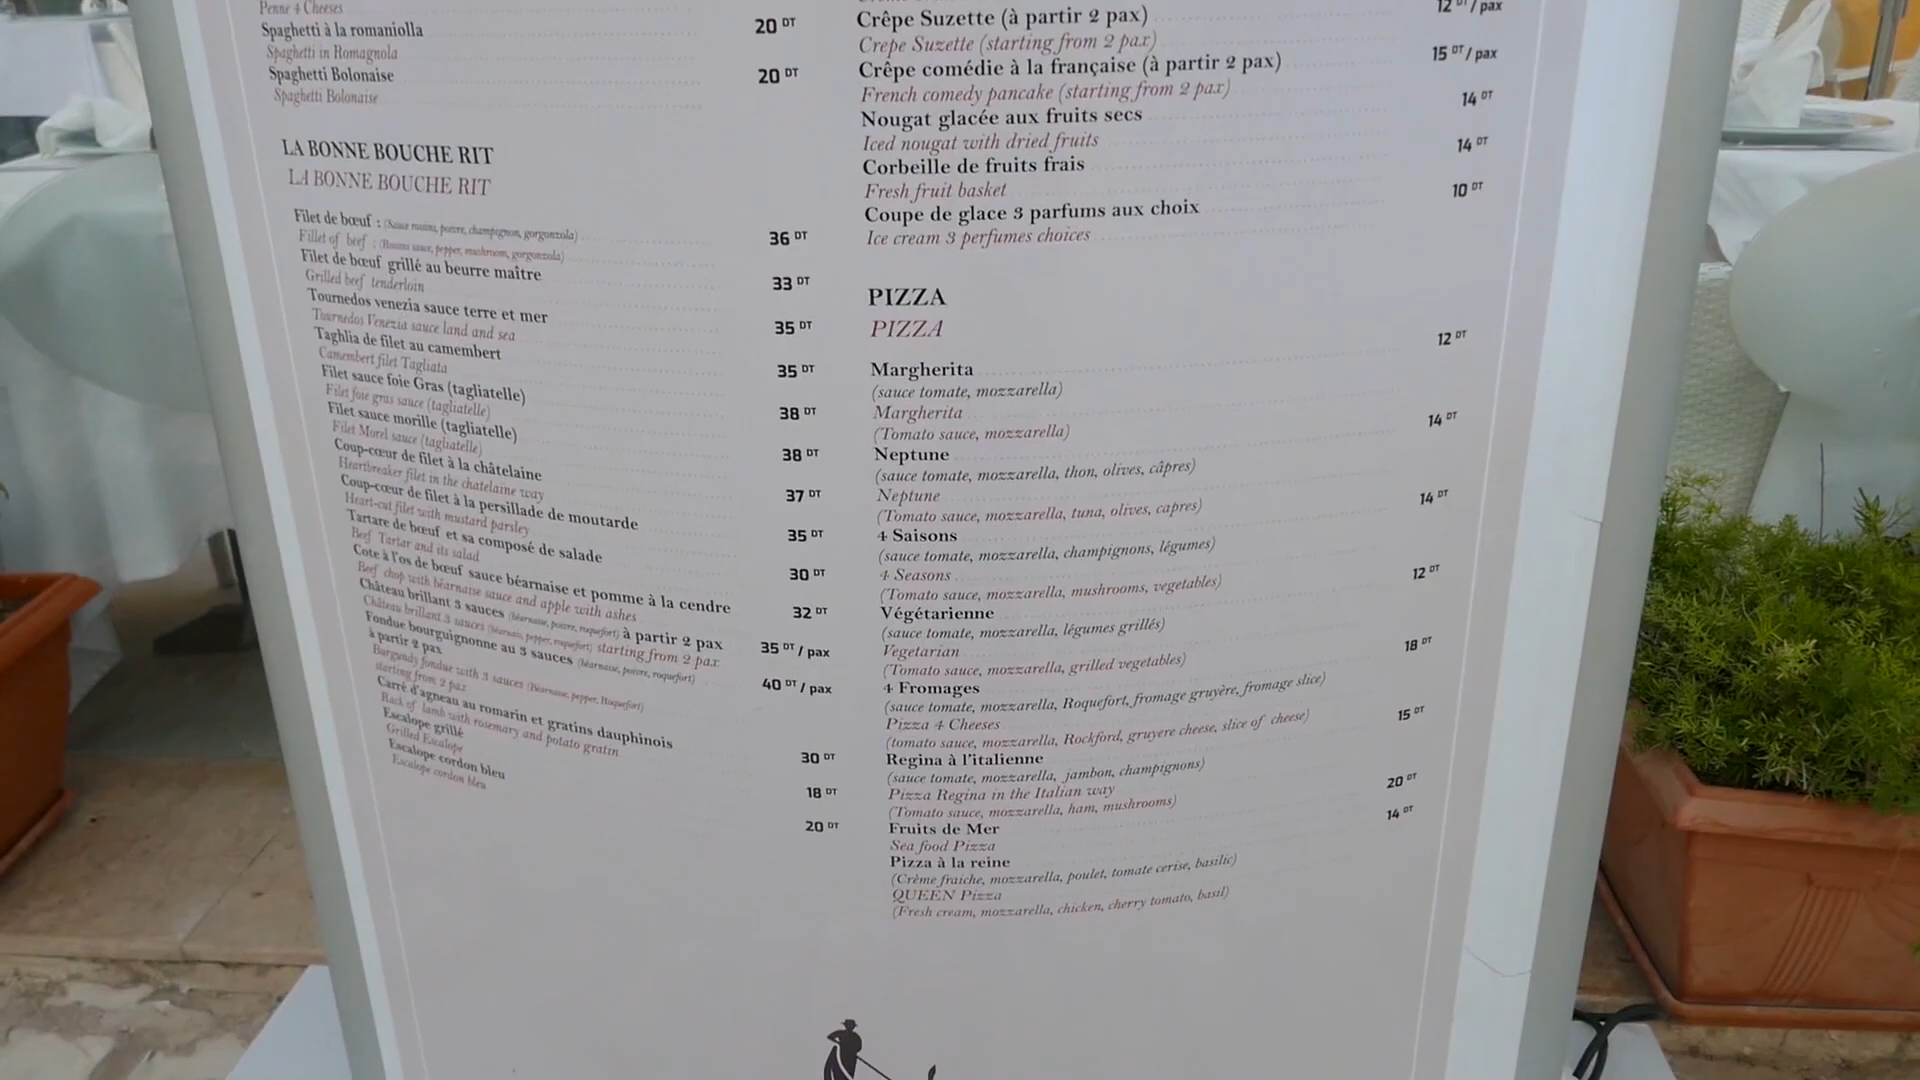 Penne 4 Cheeses
Spaghetti à la romaniolla 20 DT
Spaghetti in Romagnola
Spaghetti Bolonaise 20 DT
Spaghetti Bolonaise
LA BONNE BOUCHE RIT
LA BONNE BOUCHE RIT
Filet de bœuf : (Sauce rossini, poivre, champignon, gorgonzola) 36 DT
Fillet of beef : (Rossini sauce, pepper, mushroom, gorgonzola)
Filet de bœuf grillé au beurre maître 33 DT
Grilled beef tenderloin
Tournedos venezia sauce terre et mer 35 DT
Tournedos Venezia sauce land and sea
Taghlia de filet au camembert 35 DT
Camembert filet Tagliata
Filet sauce foie Gras (tagliatelle) 38 DT
Filet foie gras sauce (tagliatelle)
Filet sauce morille (tagliatelle) 38 DT
Filet Morel sauce (tagliatelle)
Coup-cœur de filet à la châtelaine 37 DT
Heartbreaker filet in the chatelaine way
Coup-cœur de filet à la persillade de moutarde 35 DT
Heart-cut filet with mustard parsley
Tartare de bœuf et sa composé de salade 30 DT
Beef Tartar and its salad
Cote à l'os de bœuf sauce béarnaise et pomme à la cendre 32 DT
Beef chop with béarnaise sauce and apple with ashes
Château brillant 3 sauces (béarnaise, poivre, roquefort) à partir 2 pax 35 DT / pax
Château brillant 3 sauces (béarnais, pepper, roquefort) starting from 2 pax
Fondue bourguignonne au 3 sauces (béarnaise, poivre, roquefort) 40 DT / pax
à partir 2 pax
Burgundy fondue with 3 sauces (Béarnaise, pepper, Roquefort)
starting from 2 pax
Carré d'agneau au romarin et gratins dauphinois 30 DT
Rack of lamb with rosemary and potato gratin
Escalope grillé 18 DT
Grilled Escalope
Escalope cordon bleu 20 DT
Escalope cordon bleu
12 DT / pax
Crêpe Suzette (à partir 2 pax)
Crepe Suzette (starting from 2 pax)
15 DT / pax
Crêpe comédie à la française (à partir 2 pax)
French comedy pancake (starting from 2 pax)
14 DT
Nougat glacée aux fruits secs
Iced nougat with dried fruits
14 DT
Corbeille de fruits frais
Fresh fruit basket
10 DT
Coupe de glace 3 parfums aux choix
Ice cream 3 perfumes choices
PIZZA
PIZZA
12 DT
Margherita
(sauce tomate, mozzarella)
Margherita
(Tomato sauce, mozzarella)
14 DT
Neptune
(sauce tomate, mozzarella, thon, olives, câpres)
Neptune
(Tomato sauce, mozzarella, tuna, olives, capres)
14 DT
4 Saisons
(sauce tomate, mozzarella, champignons, légumes)
4 Seasons
(Tomato sauce, mozzarella, mushrooms, vegetables)
12 DT
Végétarienne
(sauce tomate, mozzarella, légumes grillés)
Vegetarian
(Tomato sauce, mozzarella, grilled vegetables)
18 DT
4 Fromages
(sauce tomate, mozzarella, Roquefort, fromage gruyère, fromage slice)
Pizza 4 Cheeses
(tomato sauce, mozzarella, Rockford, gruyere cheese, slice of cheese)
15 DT
Regina à l'italienne
(sauce tomate, mozzarella, jambon, champignons)
Pizza Regina in the Italian way
(Tomato sauce, mozzarella, ham, mushrooms)
20 DT
Fruits de Mer
Sea food Pizza
14 DT
Pizza à la reine
(Crème fraiche, mozzarella, poulet, tomate cerise, basilic)
QUEEN Pizza
(Fresh cream, mozzarella, chicken, cherry tomato, basil)